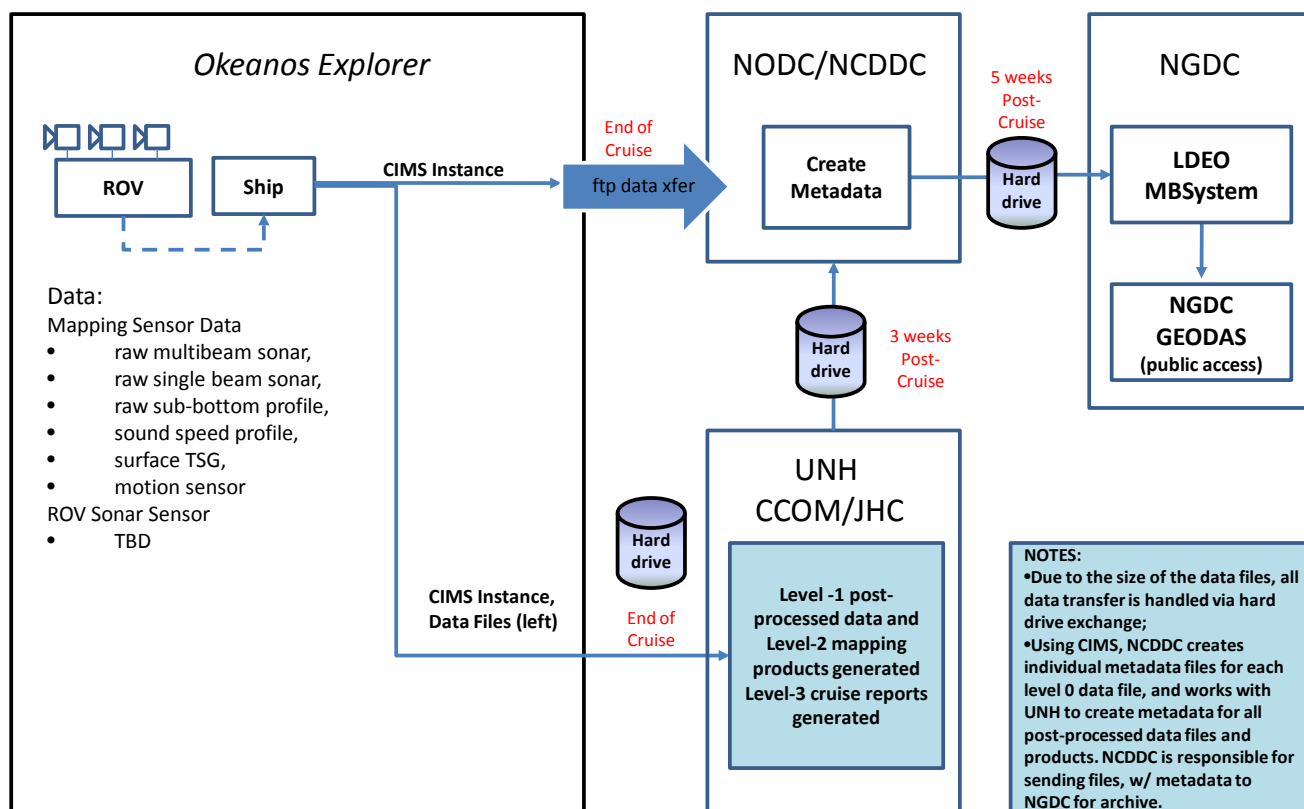 Okeanos Explorer
ROV
Ship
CIMS Instance
Data:
Mapping Sensor Data
• raw multibeam sonar,
• raw single beam sonar,
• raw sub-bottom profile,
• sound speed profile,
• surface TSG,
• motion sensor
ROV Sonar Sensor
• TBD
CIMS Instance,
Data Files (left)
End of
Cruise
ftp data xfer
NODC/NCDDC
Create
Metadata
5 weeks
Post-
Cruise
Hard
drive
NGDC
LDEO
MBSystem
NGDC
GEODAS
(public access)
Hard
drive
3 weeks
Post-
Cruise
UNH
CCOM/JHC
Hard
drive
End of
Cruise
Level -1 post-
processed data and
Level-2 mapping
products generated
Level-3 cruise reports
generated
NOTES:
•Due to the size of the data files, all
data transfer is handled via hard
drive exchange;
•Using CIMS, NCDDC creates
individual metadata files for each
level 0 data file, and works with
UNH to create metadata for all
post-processed data files and
products. NCDDC is responsible for
sending files, w/ metadata to
NGDC for archive.